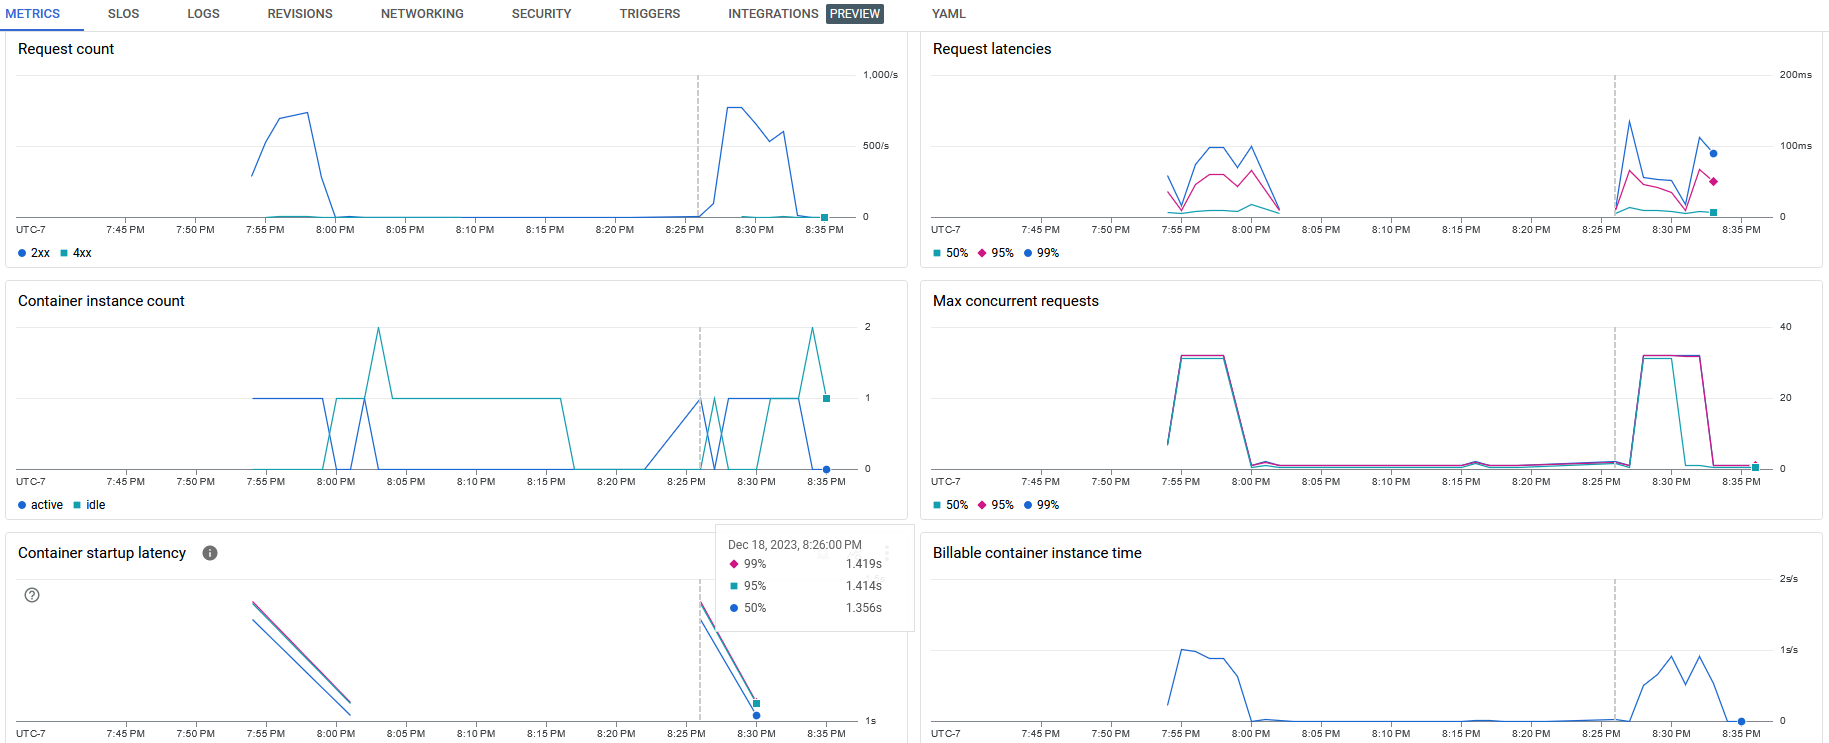 METRICS SLOS LOGS REVISIONS NETWORKING SECURITY TRIGGERS INTEGRATIONS PREVIEW YAML
Request count
1,000/s
500/s
0
UTC-7 7:45 PM 7:50 PM 7:55 PM 8:00 PM 8:05 PM 8:10 PM 8:15 PM 8:20 PM 8:25 PM 8:30 PM 8:35 PM
2xx 4xx
Request latencies
200ms
100ms
0
UTC-7 7:45 PM 7:50 PM 7:55 PM 8:00 PM 8:05 PM 8:10 PM 8:15 PM 8:20 PM 8:25 PM 8:30 PM 8:35 PM
50% 95% 99%
Container instance count
2
1
0
UTC-7 7:45 PM 7:50 PM 7:55 PM 8:00 PM 8:05 PM 8:10 PM 8:15 PM 8:20 PM 8:25 PM 8:30 PM 8:35 PM
active idle
Max concurrent requests
40
20
0
UTC-7 7:45 PM 7:50 PM 7:55 PM 8:00 PM 8:05 PM 8:10 PM 8:15 PM 8:20 PM 8:25 PM 8:30 PM 8:35 PM
50% 95% 99%
Container startup latency
Dec 18, 2023, 8:26:00 PM
99% 1.419s
95% 1.414s
50% 1.356s
1s
UTC-7 7:45 PM 7:50 PM 7:55 PM 8:00 PM 8:05 PM 8:10 PM 8:15 PM 8:20 PM 8:25 PM 8:30 PM 8:35 PM
Billable container instance time
2s/s
1s/s
0
UTC-7 7:45 PM 7:50 PM 7:55 PM 8:00 PM 8:05 PM 8:10 PM 8:15 PM 8:20 PM 8:25 PM 8:30 PM 8:35 PM